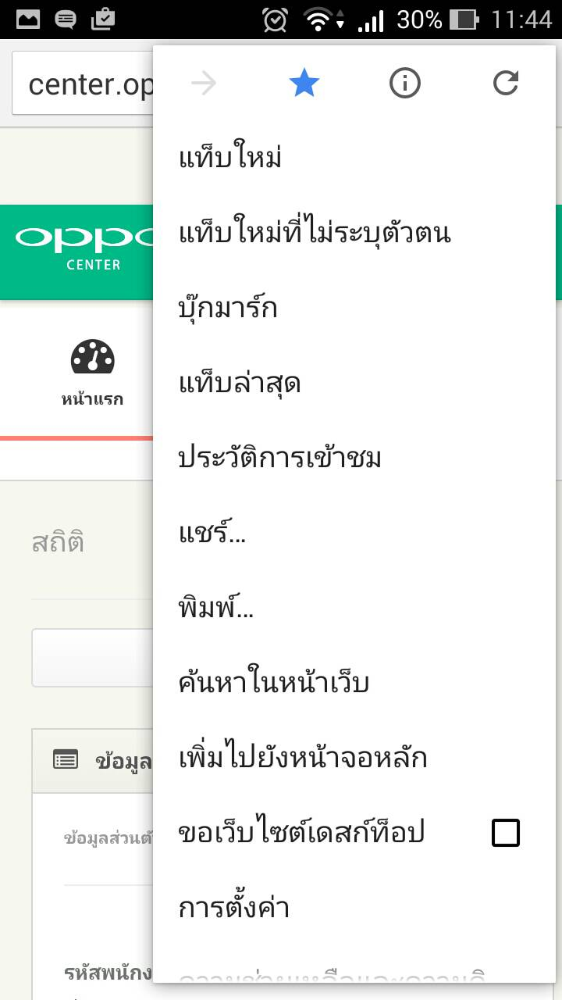 30% 11:44
center.op
แท็บใหม่
แท็บใหม่ที่ไม่ระบุตัวตน
oppo
CENTER
บุ๊กมาร์ก
แท็บล่าสุด
หน้าแรก
ประวัติการเข้าชม
แชร์...
สถิติ
พิมพ์...
ค้นหาในหน้าเว็บ
เพิ่มไปยังหน้าจอหลัก
ข้อมูล
ขอเว็บไซต์เดสก์ท็อป
ข้อมูลส่วนตั
การตั้งค่า
รหัสพนักง